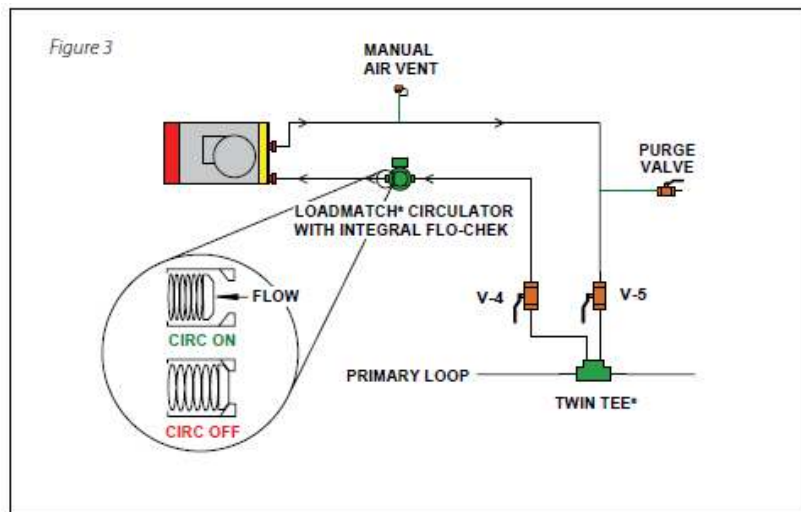 Figure 3
MANUAL
AIR VENT
PURGE
VALVE
LOADMATCH® CIRCULATOR
WITH INTEGRAL FLO-CHEK
FLOW
V-4
V-5
CIRC ON
PRIMARY LOOP
TWIN TEE®
CIRC OFF